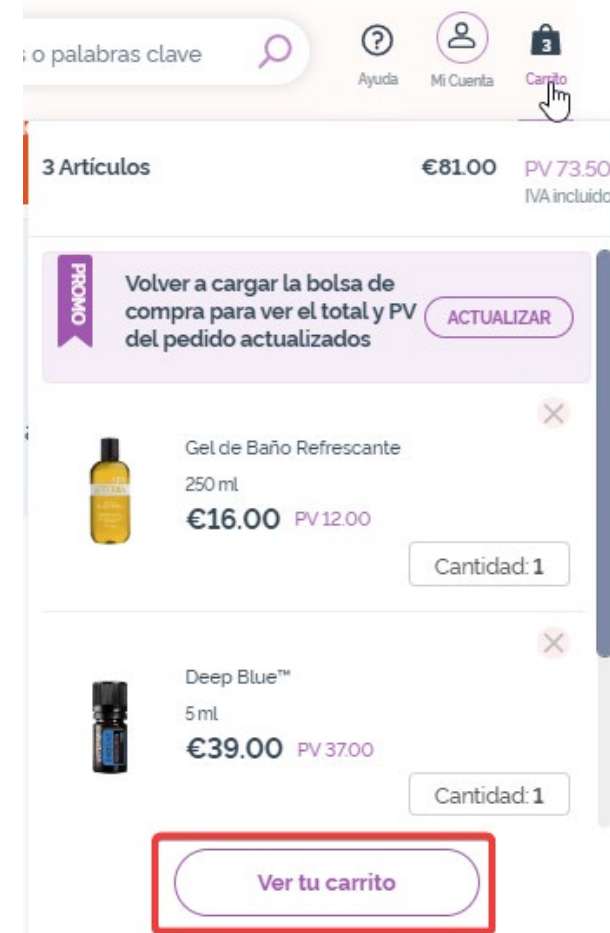 s o palabras clave
Ayuda
Mi Cuenta
3
Carrito
3 Artículos €81.00 PV 73.50
IVA incluido
PROMO
Volver a cargar la bolsa de
compra para ver el total y PV
del pedido actualizados
ACTUALIZAR
Gel de Baño Refrescante
250 ml
€16.00 PV 12.00
Cantidad: 1
Deep Blue™
5 ml
€39.00 PV 37.00
Cantidad: 1
Ver tu carrito